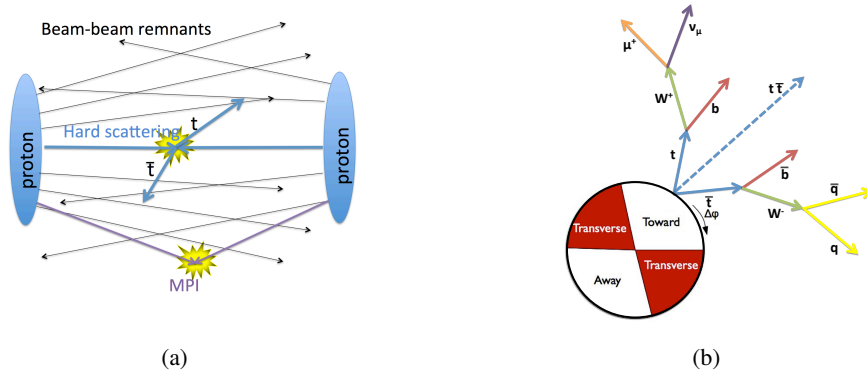 Beam-beam remnants
proton
Hard scattering
t
t̄
MPI
proton
(a)
μ⁺
ν_μ
W⁺
b
t t̄
t
b̄
t̄
Δφ
W⁻
q̄
q
Toward
Transverse
Transverse
Away
(b)